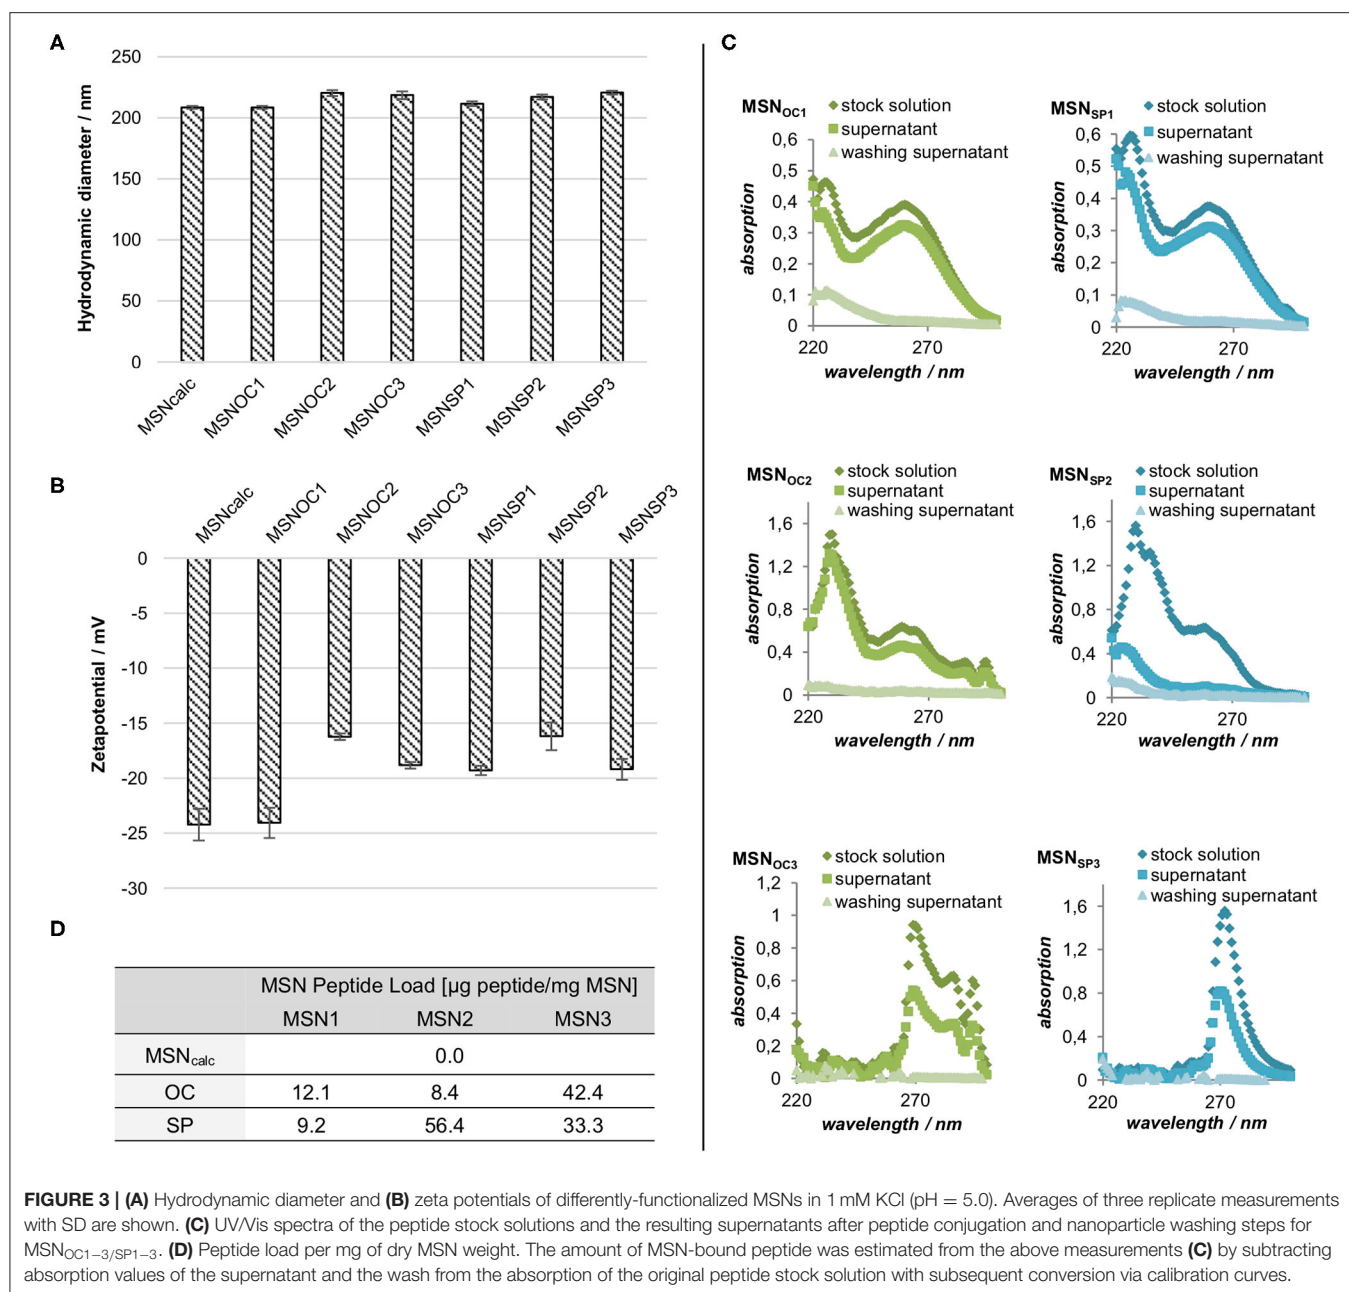 A
250
200
150
100
50
0
Hydrodynamic diameter / nm
MSNcalc
MSNOC1
MSNOC2
MSNOC3
MSNSP1
MSNSP2
MSNSP3
B
MSNcalc
MSNOC1
MSNOC2
MSNOC3
MSNSP1
MSNSP2
MSNSP3
0
-5
-10
-15
-20
-25
-30
Zetapotential / mV
D
MSN Peptide Load [µg peptide/mg MSN]
MSN1 MSN2 MSN3
MSNcalc 0.0
OC 12.1 8.4 42.4
SP 9.2 56.4 33.3
C
MSNOC1
stock solution
supernatant
washing supernatant
0,6
0,5
0,4
0,3
0,2
0,1
0
absorption
220 270
wavelength / nm
MSNSP1
stock solution
supernatant
washing supernatant
0,6
0,5
0,4
0,3
0,2
0,1
0
absorption
220 270
wavelength / nm
MSNOC2
stock solution
supernatant
washing supernatant
1,6
1,2
0,8
0,4
0
absorption
220 270
wavelength / nm
MSNSP2
stock solution
supernatant
washing supernatant
1,6
1,2
0,8
0,4
0
absorption
220 270
wavelength / nm
MSNOC3
stock solution
supernatant
washing supernatant
1,2
1
0,8
0,6
0,4
0,2
0
absorption
220 270
wavelength / nm
MSNSP3
stock solution
supernatant
washing supernatant
1,6
1,2
0,8
0,4
0
absorption
220 270
wavelength / nm
FIGURE 3 | (A) Hydrodynamic diameter and (B) zeta potentials of differently-functionalized MSNs in 1 mM KCl (pH = 5.0). Averages of three replicate measurements
with SD are shown. (C) UV/Vis spectra of the peptide stock solutions and the resulting supernatants after peptide conjugation and nanoparticle washing steps for
MSNOC1−3/SP1−3. (D) Peptide load per mg of dry MSN weight. The amount of MSN-bound peptide was estimated from the above measurements (C) by subtracting
absorption values of the supernatant and the wash from the absorption of the original peptide stock solution with subsequent conversion via calibration curves.